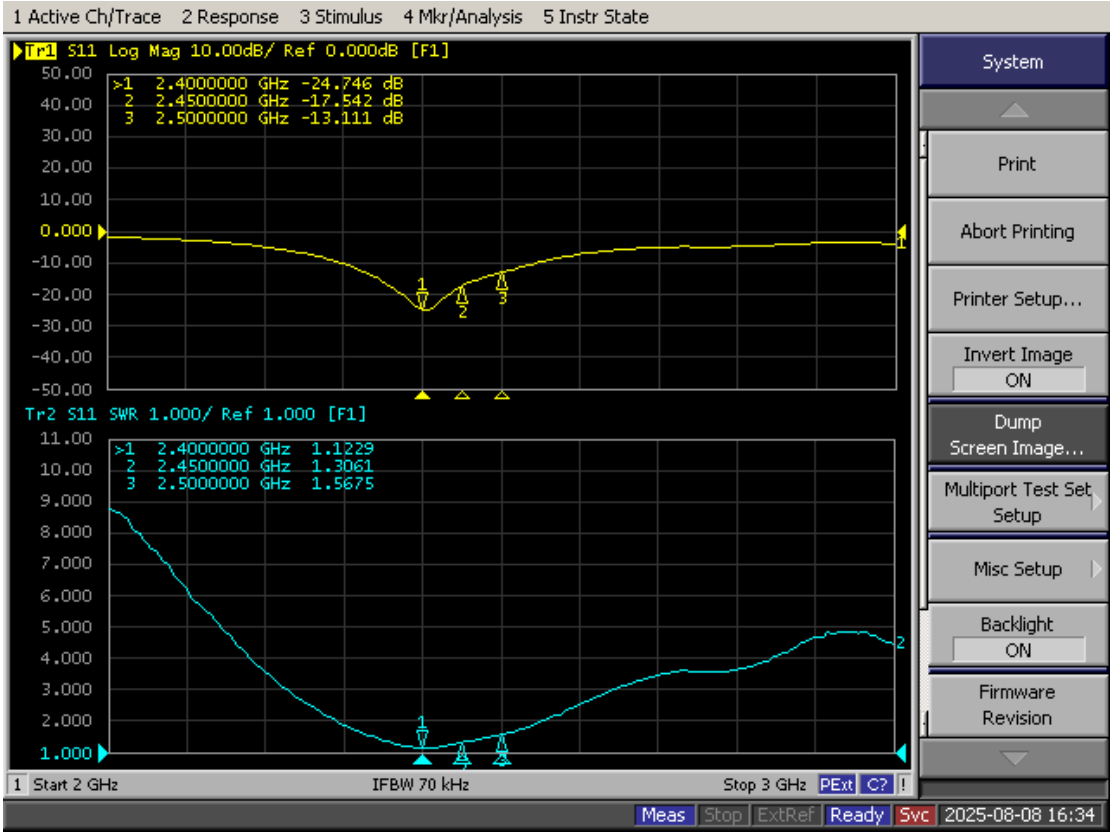 1 Active Ch/Trace 2 Response 3 Stimulus 4 Mkr/Analysis 5 Instr State
Tr1 S11 Log Mag 10.00dB/ Ref 0.000dB [F1]
50.00
40.00
30.00
20.00
10.00
0.000
-10.00
-20.00
-30.00
-40.00
-50.00
>1 2.4000000 GHz -24.746 dB
2 2.4500000 GHz -17.542 dB
3 2.5000000 GHz -13.111 dB
1
2
3
1
Tr2 S11 SWR 1.000/ Ref 1.000 [F1]
11.00
10.00
9.000
8.000
7.000
6.000
5.000
4.000
3.000
2.000
1.000
>1 2.4000000 GHz 1.1229
2 2.4500000 GHz 1.3061
3 2.5000000 GHz 1.5675
1
2
1 Start 2 GHz IFBW 70 kHz Stop 3 GHz PExt C? !
Meas Stop ExtRef Ready Svc 2025-08-08 16:34
System
Print
Abort Printing
Printer Setup...
Invert Image
ON
Dump
Screen Image...
Multiport Test Set
Setup
Misc Setup
Backlight
ON
Firmware
Revision